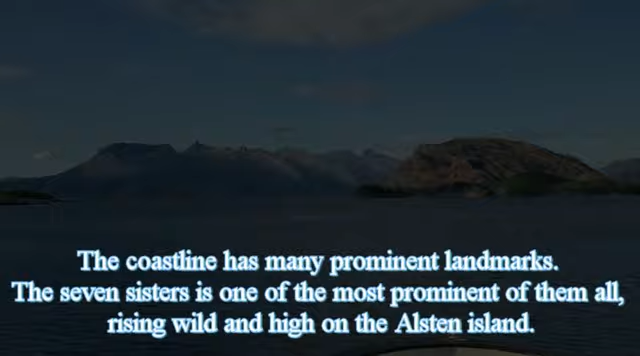 The coastline has many prominent landmarks.
The seven sisters is one of the most prominent of them all,
rising wild and high on the Alsten island.